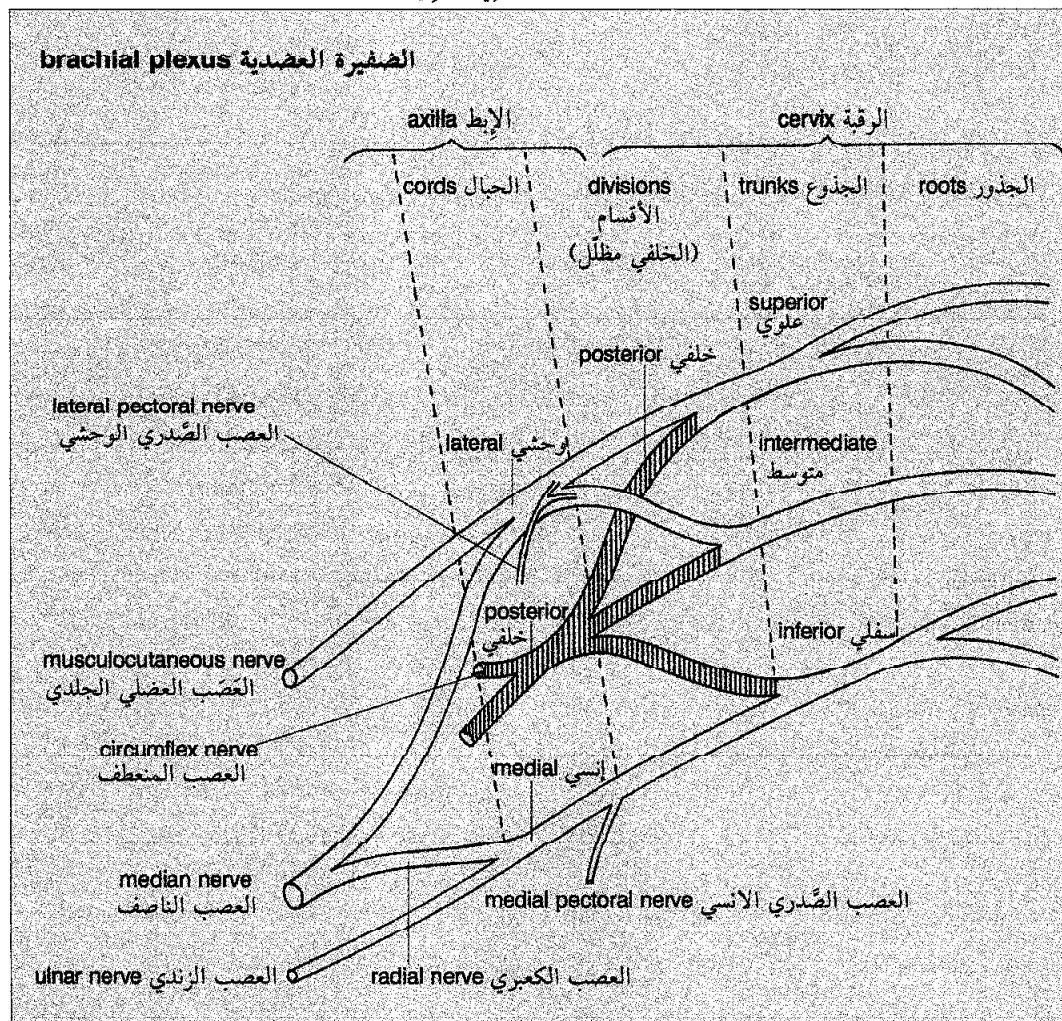 brachial plexus الضفيرة العضدية
axilla الإبط
cervix الرقبة
cords الحبال
divisions
الأقسام
(الخلفي مظلّل)
trunks الجذوع
roots الجذور
superior
علوي
posterior خلفي
lateral pectoral nerve
العصب الصَّدري الوحشي
lateral وحشي
intermediate
متوسط
posterior
خلفي
inferior سفلي
musculocutaneous nerve
العَصَب العضلي الجلدي
circumflex nerve
العصب المنعطف
medial إنسي
median nerve
العصب الناصف
medial pectoral nerve العصب الصَّدري الانسي
ulnar nerve العصب الزندي
radial nerve العصب الكعبري